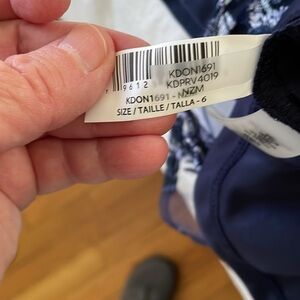 KDON1691
KDPRV4019
NZM
9612
KDON1691-
SIZE / TAILLE / TALLA - 6